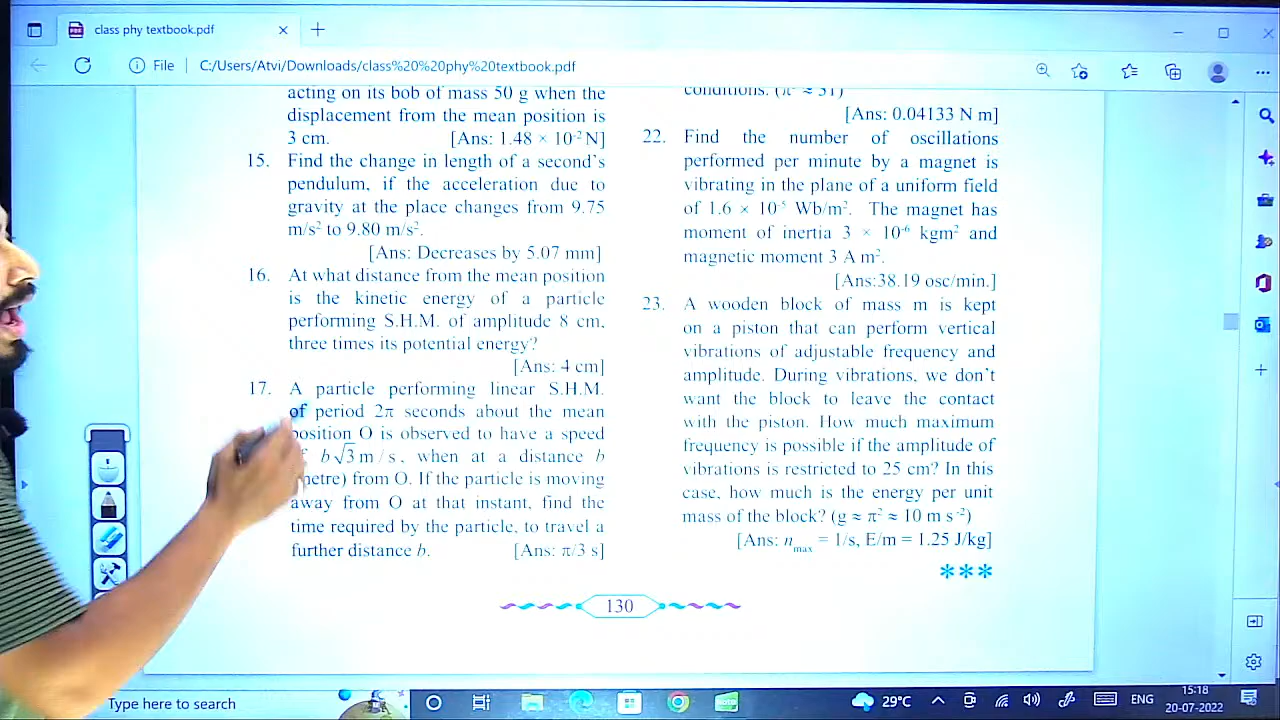 class phy textbook.pdf
File
C:/Users/Atvi/Downloads/class%20%20phy%20textbook.pdf
acting on its bob of mass 50 g when the
displacement from the mean position is
3 cm. [Ans: 1.48 × 10⁻² N]
15. Find the change in length of a second's
pendulum, if the acceleration due to
gravity at the place changes from 9.75
m/s² to 9.80 m/s².
[Ans: Decreases by 5.07 mm]
16. At what distance from the mean position
is the kinetic energy of a particle
performing S.H.M. of amplitude 8 cm,
three times its potential energy?
[Ans: 4 cm]
17. A particle performing linear S.H.M.
of period 2π seconds about the mean
position O is observed to have a speed
b√3 m / s, when at a distance b
metre) from O. If the particle is moving
away from O at that instant, find the
time required by the particle, to travel a
further distance b. [Ans: π/3 s]
conditions. (π² ≈ 31)
[Ans: 0.04133 N m]
22. Find the number of oscillations
performed per minute by a magnet is
vibrating in the plane of a uniform field
of 1.6 × 10⁻⁵ Wb/m². The magnet has
moment of inertia 3 × 10⁻⁶ kgm² and
magnetic moment 3 A m².
[Ans:38.19 osc/min.]
23. A wooden block of mass m is kept
on a piston that can perform vertical
vibrations of adjustable frequency and
amplitude. During vibrations, we don't
want the block to leave the contact
with the piston. How much maximum
frequency is possible if the amplitude of
vibrations is restricted to 25 cm? In this
case, how much is the energy per unit
mass of the block? (g ≈ π² ≈ 10 m s⁻²)
[Ans: n_max = 1/s, E/m = 1.25 J/kg]
***
130
Type here to search
29°C
ENG
15:18
20-07-2022